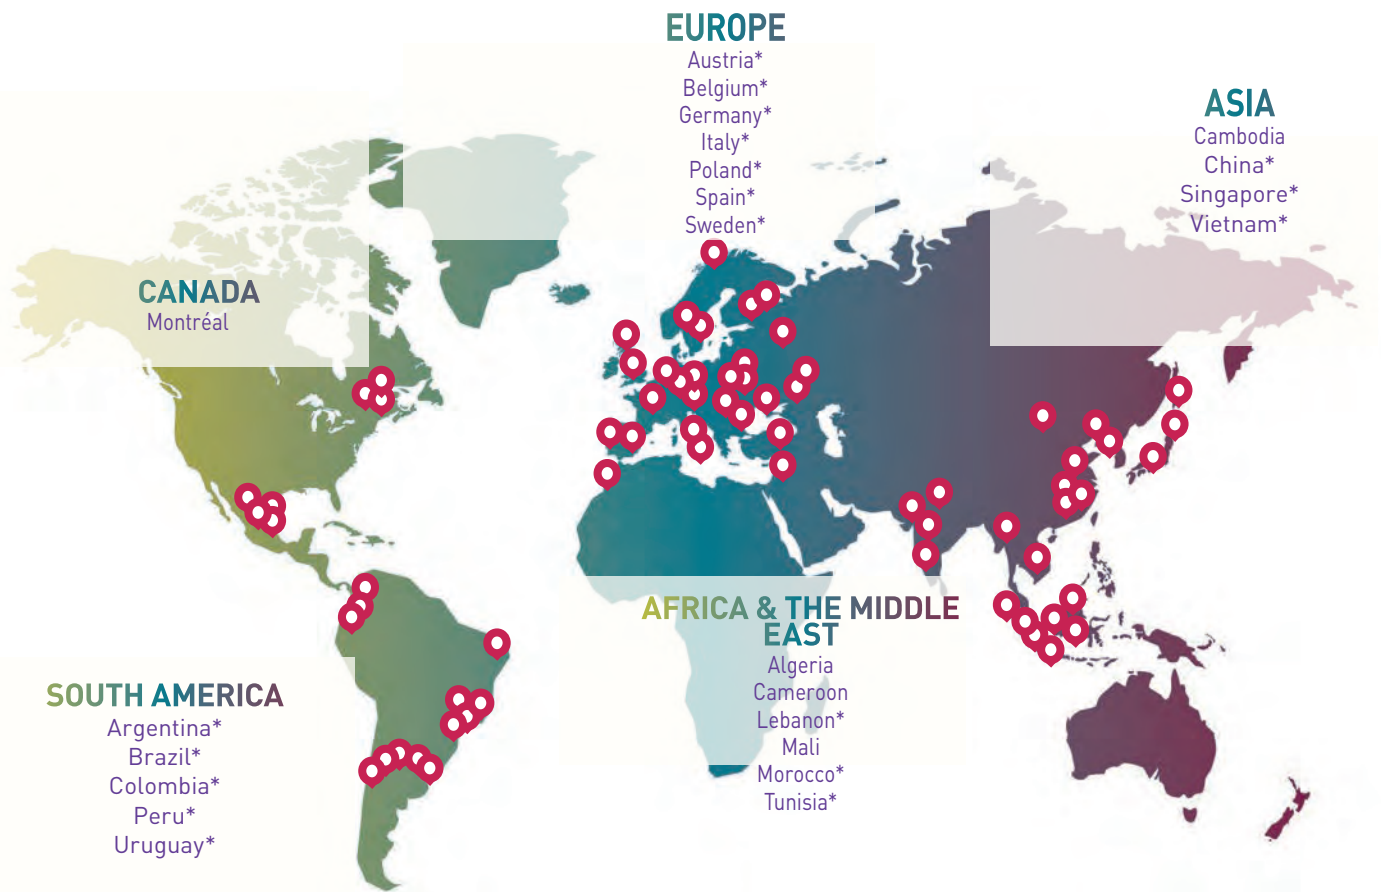 EUROPE
Austria*
Belgium*
Germany*
Italy*
Poland*
Spain*
Sweden*
ASIA
Cambodia
China*
Singapore*
Vietnam*
CANADA
Montréal
AFRICA & THE MIDDLE
EAST
Algeria
Cameroon
Lebanon*
Mali
Morocco*
Tunisia*
SOUTH AMERICA
Argentina*
Brazil*
Colombia*
Peru*
Uruguay*